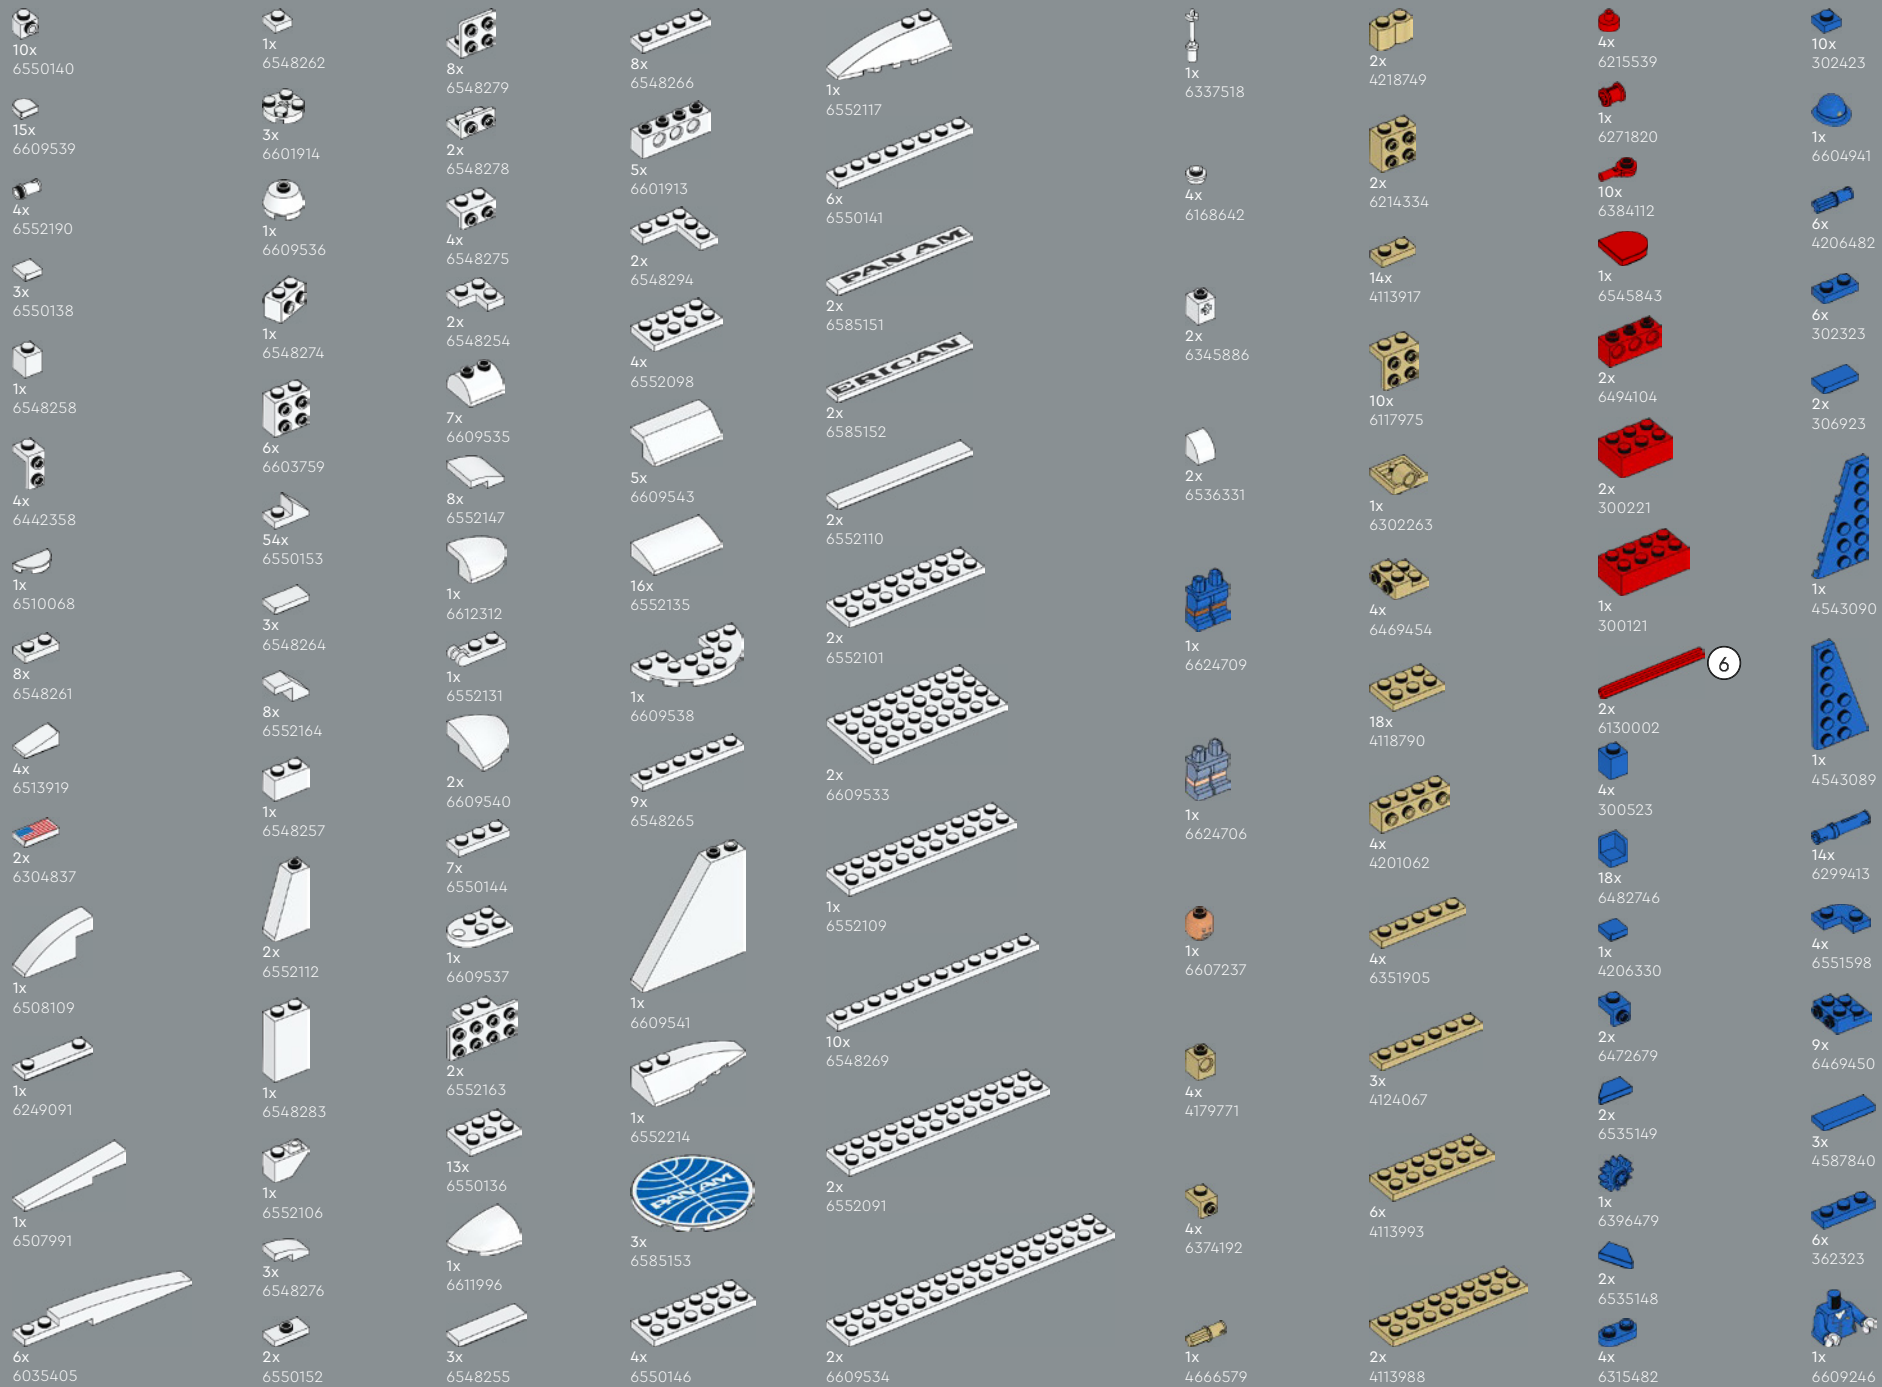 10x
6550140
15x
6609539
4x
6552190
3x
6550138
1x
6548258
4x
6442358
1x
6510068
8x
6548261
4x
6513919
2x
6304837
1x
6508109
1x
6249091
1x
6507991
6x
6035405
1x
6548262
3x
6601914
1x
6609536
1x
6548274
6x
6603759
54x
6550153
3x
6548264
8x
6552164
1x
6548257
2x
6552112
1x
6548283
1x
6552106
3x
6548276
2x
6550152
8x
6548279
2x
6548278
4x
6548275
2x
6548254
7x
6609535
8x
6552147
1x
6612312
1x
6552131
2x
6609540
7x
6550144
1x
6609537
2x
6552163
13x
6550136
1x
6611996
3x
6548255
8x
6548266
5x
6601913
2x
6548294
4x
6552098
5x
6609543
16x
6552135
1x
6609538
9x
6548265
1x
6609541
1x
6552214
PAN AM
3x
6585153
4x
6550146
1x
6552117
6x
6550141
PAN AM
2x
6585151
ERICAN
2x
6585152
2x
6552110
2x
6552101
2x
6609533
1x
6552109
10x
6548269
2x
6552091
2x
6609534
1x
6337518
4x
6168642
2x
6345886
2x
6536331
1x
6624709
1x
6624706
1x
6607237
4x
4179771
4x
6374192
1x
4666579
2x
4218749
2x
6214334
14x
4113917
10x
6117975
1x
6302263
4x
6469454
18x
4118790
4x
4201062
4x
6351905
3x
4124067
6x
4113993
2x
4113988
4x
6215539
1x
6271820
10x
6384112
1x
6545843
2x
6494104
2x
300221
1x
300121
6
2x
6130002
4x
300523
18x
6482746
1x
4206330
2x
6472679
2x
6535149
1x
6396479
2x
6535148
4x
6315482
10x
302423
1x
6604941
6x
4206482
6x
302323
2x
306923
1x
4543090
1x
4543089
14x
6299413
4x
6551598
9x
6469450
3x
4587840
6x
362323
1x
6609246